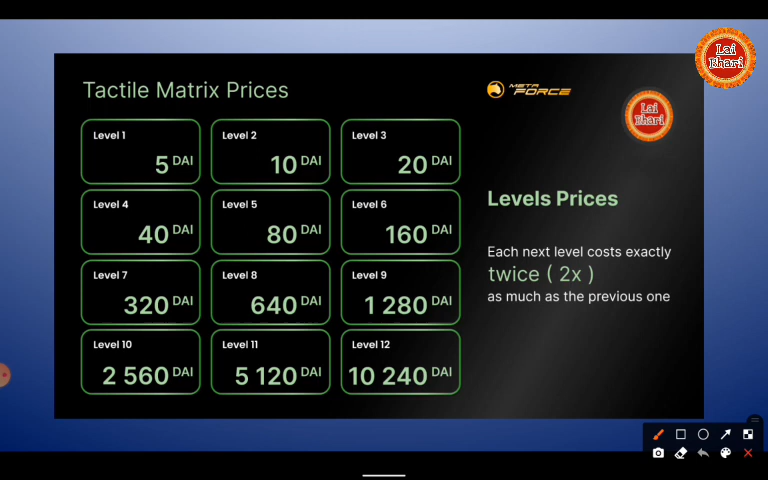 Lai
Khari
Tactile Matrix Prices
META
FORCE
Lai
Khari
Level 1
5 DAI
Level 2
10 DAI
Level 3
20 DAI
Level 4
40 DAI
Level 5
80 DAI
Level 6
160 DAI
Level 7
320 DAI
Level 8
640 DAI
Level 9
1 280 DAI
Level 10
2 560 DAI
Level 11
5 120 DAI
Level 12
10 240 DAI
Levels Prices
Each next level costs exactly
twice ( 2x )
as much as the previous one